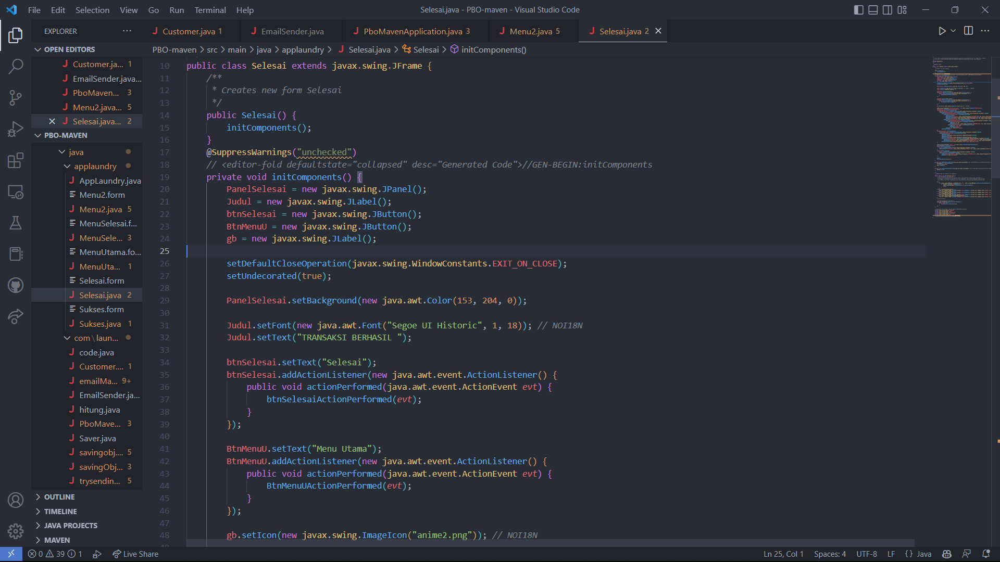 File Edit Selection View Go Run Terminal Help
Selesai.java - PBO-maven - Visual Studio Code
EXPLORER
Customer.java 1
EmailSender.java
PboMavenApplication.java 3
Menu2.java 5
Selesai.java 2
OPEN EDITORS
Customer.ja... 1
EmailSender.java...
PboMaven... 3
Menu2.java... 5
Selesai.java... 2
PBO-MAVEN
java
applaundry
AppLaundry.java
Menu2.form
Menu2.java 5
MenuSelesai.f...
MenuSele... 3
MenuUtama.fo...
MenuUta... 1
Selesai.form
Selesai.java 2
Sukses.form
Sukses.java 1
com\laun...
code.java
Customer.... 1
emailMa... 9+
EmailSender.ja...
hitung.java
PboMave... 3
Saver.java
savingobj.... 5
savingObj... 3
trysendin... 5
OUTLINE
TIMELINE
JAVA PROJECTS
MAVEN
PBO-maven > src > main > java > applaundry > Selesai.java > Selesai > initComponents()
10 public class Selesai extends javax.swing.JFrame {
11 /**
12 * Creates new form Selesai
13 */
14 public Selesai() {
15 initComponents();
16 }
17 @SuppressWarnings("unchecked")
18 // <editor-fold defaultstate="collapsed" desc="Generated Code">//GEN-BEGIN:initComponents
19 private void initComponents() {
20 PanelSelesai = new javax.swing.JPanel();
21 Judul = new javax.swing.JLabel();
22 btnSelesai = new javax.swing.JButton();
23 BtnMenuU = new javax.swing.JButton();
24 gb = new javax.swing.JLabel();
25
26 setDefaultCloseOperation(javax.swing.WindowConstants.EXIT_ON_CLOSE);
27 setUndecorated(true);
28
29 PanelSelesai.setBackground(new java.awt.Color(153, 204, 0));
30
31 Judul.setFont(new java.awt.Font("Segoe UI Historic", 1, 18)); // NOI18N
32 Judul.setText("TRANSAKSI BERHASIL ");
33
34 btnSelesai.setText("Selesai");
35 btnSelesai.addActionListener(new java.awt.event.ActionListener() {
36 public void actionPerformed(java.awt.event.ActionEvent evt) {
37 btnSelesaiActionPerformed(evt);
38 }
39 });
40
41 BtnMenuU.setText("Menu Utama");
42 BtnMenuU.addActionListener(new java.awt.event.ActionListener() {
43 public void actionPerformed(java.awt.event.ActionEvent evt) {
44 BtnMenuUActionPerformed(evt);
45 }
46 });
47
48 gb.setIcon(new javax.swing.ImageIcon("anime2.png")); // NOI18N
0 39 1 Live Share
Ln 25, Col 1 Spaces: 4 UTF-8 LF {} Java